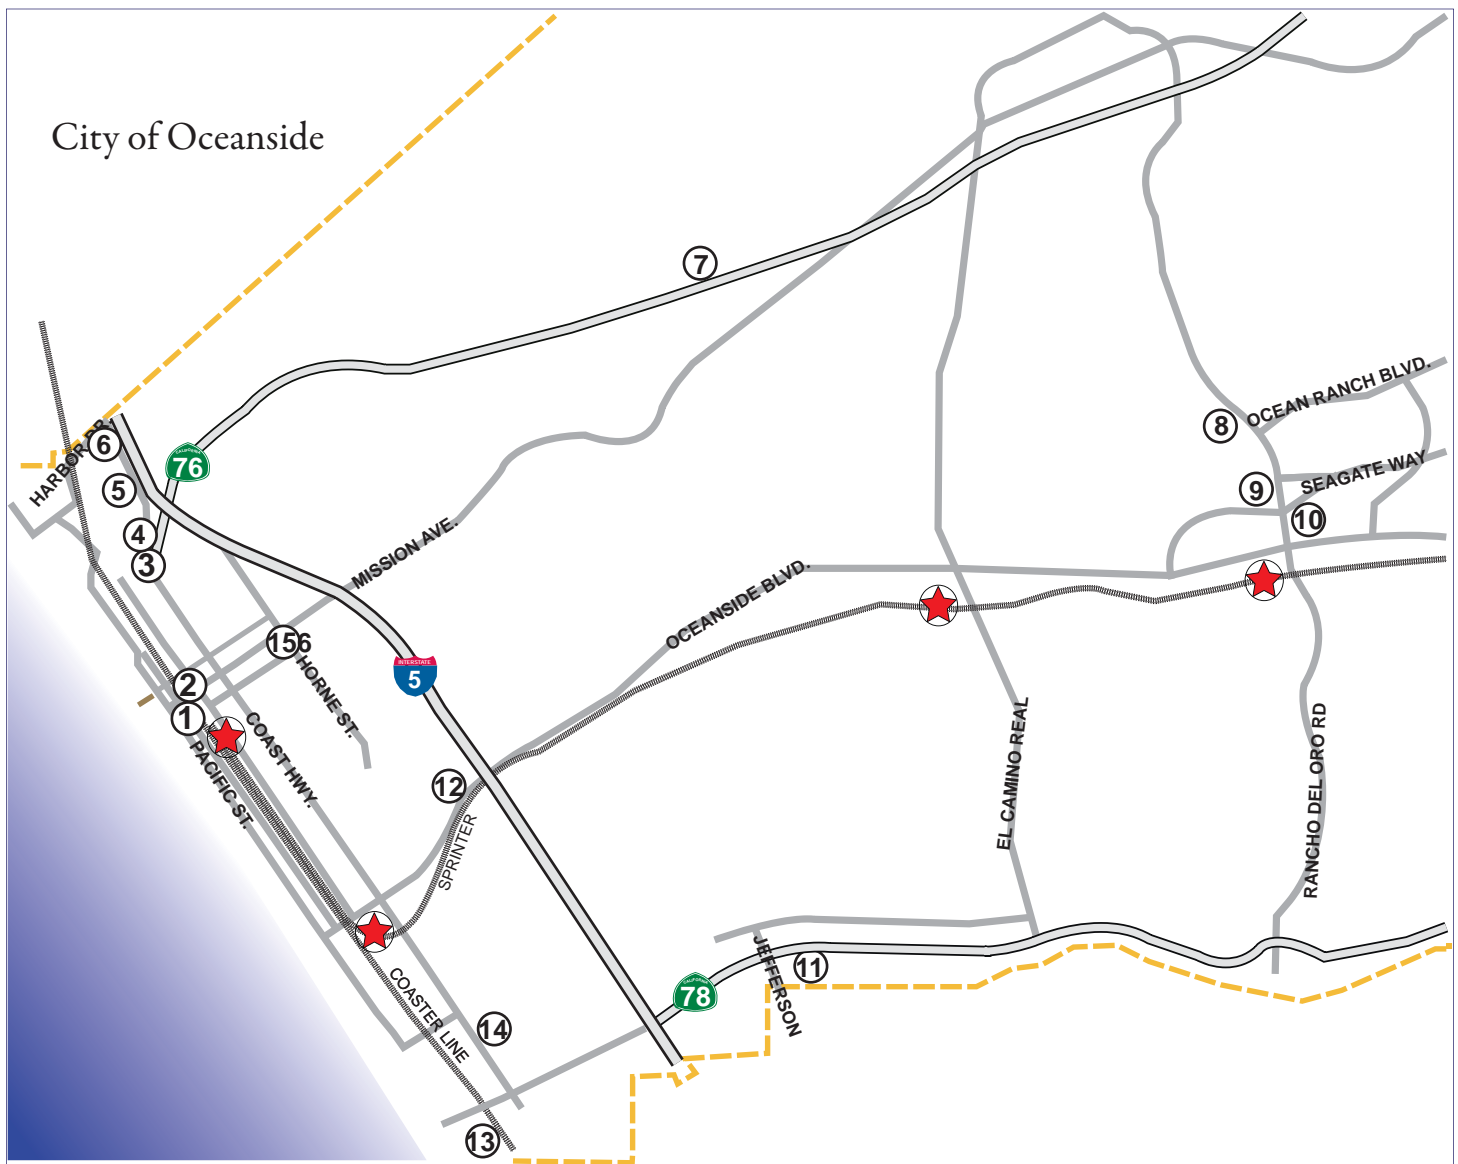 City of Oceanside
7
OCEAN RANCH BLVD.
8
HARBOR DR.
6
76
SEAGATE WAY
5
9
10
4
3
MISSION AVE.
OCEANSIDE BLVD.
156
HORNE ST.
INTERSTATE
5
2
1
COAST HWY.
PACIFIC ST.
EL CAMINO REAL
RANCHO DEL ORO RD
12
SPRINTER
JEFFERSON
11
78
COASTER LINE
14
13